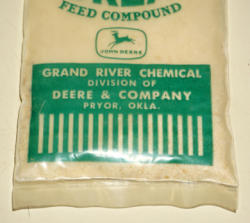 FEED COMPOUND
JOHN DEERE
GRAND RIVER CHEMICAL
DIVISION OF
DEERE & COMPANY
PRYOR, OKLA.